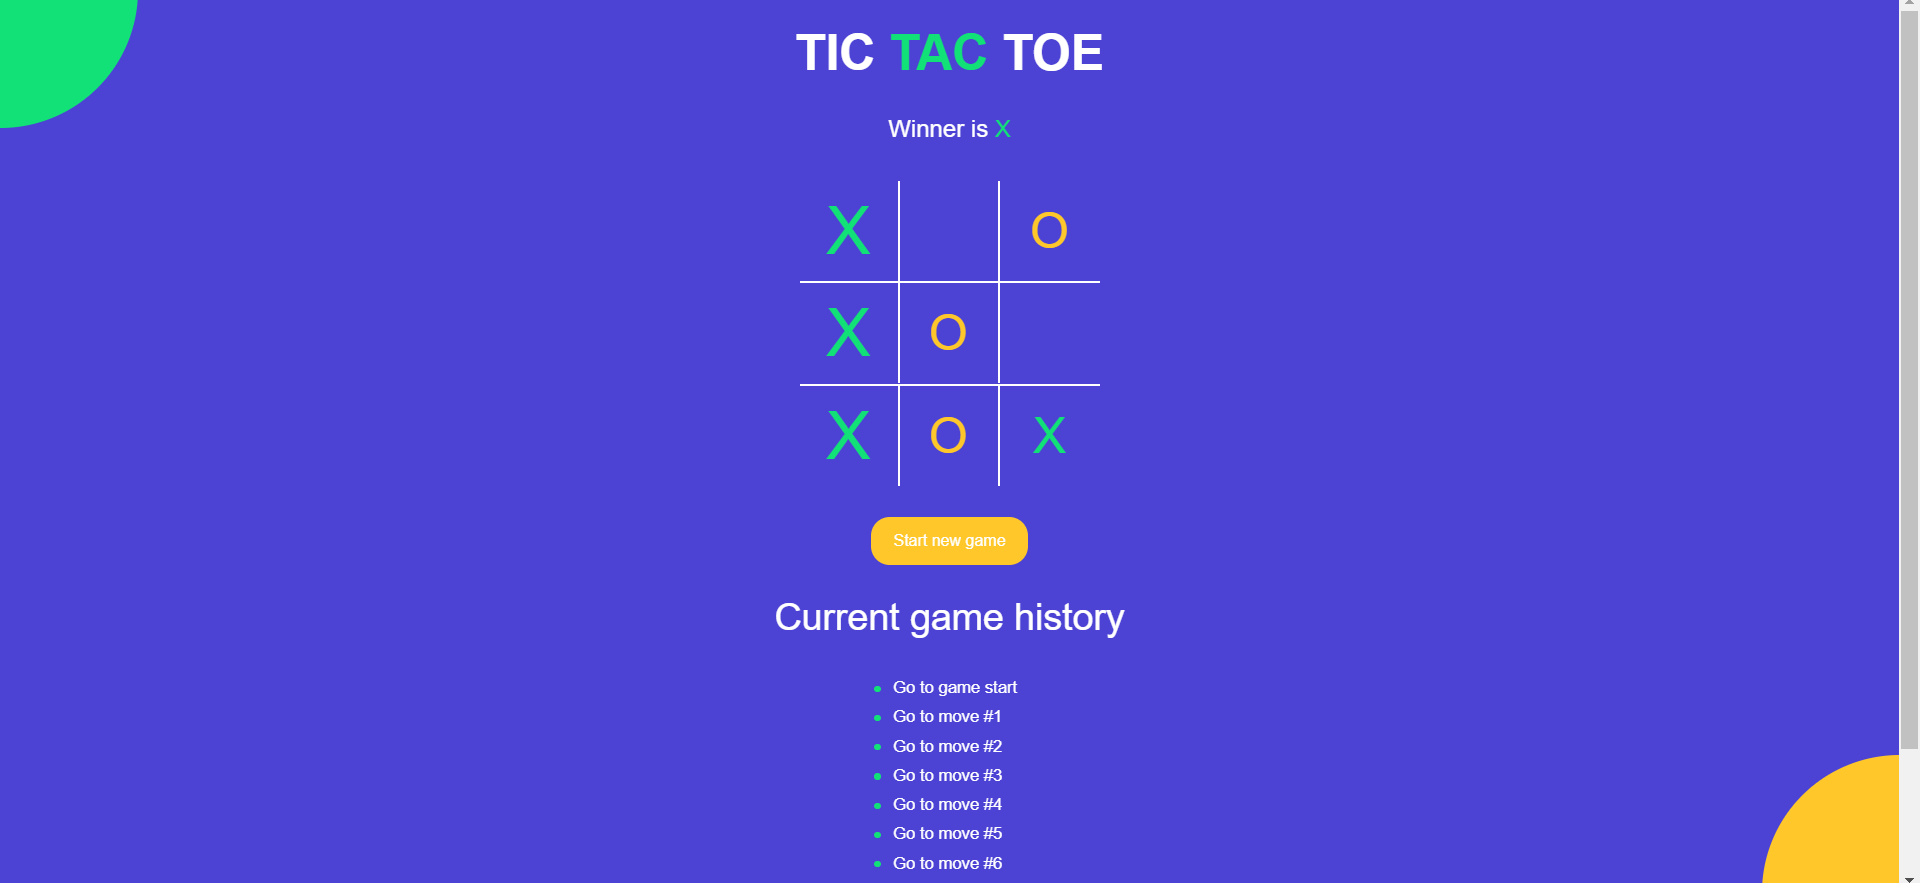 TIC TAC TOE
Winner is X
X O
X O
X O X
Start new game
Current game history
Go to game start
Go to move #1
Go to move #2
Go to move #3
Go to move #4
Go to move #5
Go to move #6